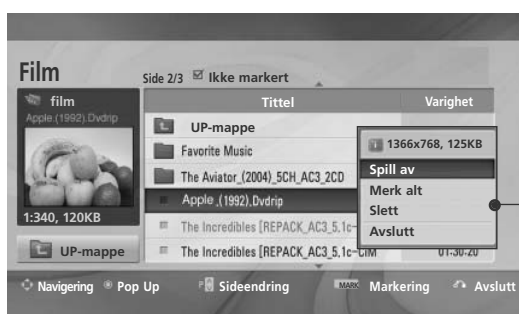 Film
Side 2/3 Ikke markert
film
Apple.(1992).Dvdrip
1:340, 120KB
UP-mappe
Tittel Varighet
UP-mappe
Favorite Music
The Aviator_(2004)_5CH_AC3_2CD
Apple_(1992).Dvdrip
The Incredibles [REPACK_AC3_5.1c-
The Incredibles [REPACK_AC3_5.1c-CIM 01:30:20
1366x768, 125KB
Spill av
Merk alt
Slett
Avslutt
Navigering Pop Up P Sideendring MARK Markering Avslutt